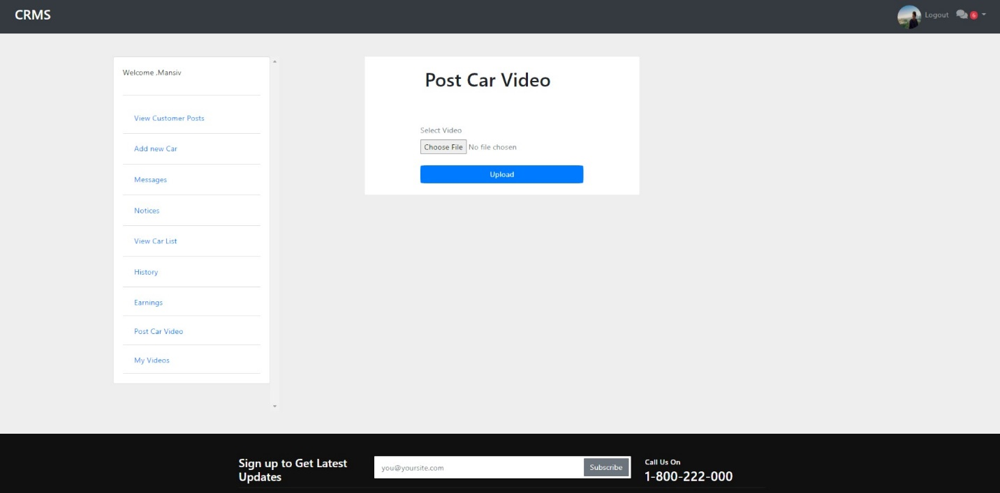 CRMS
Logout
6
Welcome ,Mansiv
View Customer Posts
Add new Car
Messages
Notices
View Car List
History
Earnings
Post Car Video
My Videos
Post Car Video
Select Video
Choose File No file chosen
Upload
Sign up to Get Latest
Updates
you@yoursite.com
Subscribe
Call Us On
1-800-222-000